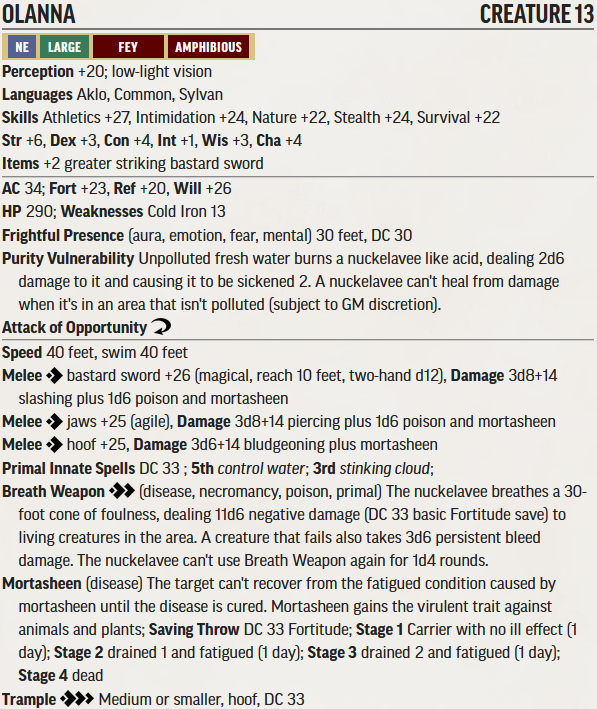 OLANNA CREATURE 13
NE LARGE FEY AMPHIBIOUS
Perception +20; low-light vision
Languages Aklo, Common, Sylvan
Skills Athletics +27, Intimidation +24, Nature +22, Stealth +24, Survival +22
Str +6, Dex +3, Con +4, Int +1, Wis +3, Cha +4
Items +2 greater striking bastard sword
AC 34; Fort +23, Ref +20, Will +26
HP 290; Weaknesses Cold Iron 13
Frightful Presence (aura, emotion, fear, mental) 30 feet, DC 30
Purity Vulnerability Unpolluted fresh water burns a nuckelavee like acid, dealing 2d6
damage to it and causing it to be sickened 2. A nuckelavee can't heal from damage
when it's in an area that isn't polluted (subject to GM discretion).
Attack of Opportunity
Speed 40 feet, swim 40 feet
Melee bastard sword +26 (magical, reach 10 feet, two-hand d12), Damage 3d8+14
slashing plus 1d6 poison and mortasheen
Melee jaws +25 (agile), Damage 3d8+14 piercing plus 1d6 poison and mortasheen
Melee hoof +25, Damage 3d6+14 bludgeoning plus mortasheen
Primal Innate Spells DC 33 ; 5th control water; 3rd stinking cloud;
Breath Weapon (disease, necromancy, poison, primal) The nuckelavee breathes a 30-
foot cone of foulness, dealing 11d6 negative damage (DC 33 basic Fortitude save) to
living creatures in the area. A creature that fails also takes 3d6 persistent bleed
damage. The nuckelavee can't use Breath Weapon again for 1d4 rounds.
Mortasheen (disease) The target can't recover from the fatigued condition caused by
mortasheen until the disease is cured. Mortasheen gains the virulent trait against
animals and plants; Saving Throw DC 33 Fortitude; Stage 1 Carrier with no ill effect (1
day); Stage 2 drained 1 and fatigued (1 day); Stage 3 drained 2 and fatigued (1 day);
Stage 4 dead
Trample Medium or smaller, hoof, DC 33